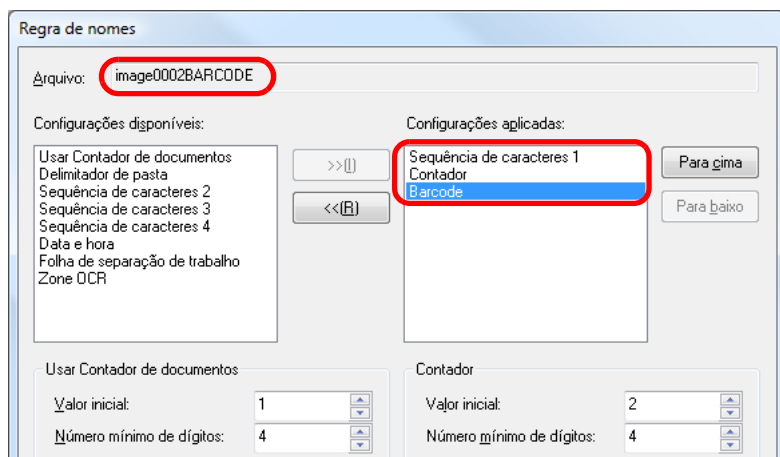 Regra de nomes
Arquivo: image0002BARCODE
Configurações disponíveis:
Usar Contador de documentos
Delimitador de pasta
Sequência de caracteres 2
Sequência de caracteres 3
Sequência de caracteres 4
Data e hora
Folha de separação de trabalho
Zone OCR
>>(I)
<<(R)
Configurações aplicadas:
Sequência de caracteres 1
Contador
Barcode
Para cima
Para baixo
Usar Contador de documentos
Valor inicial: 1
Número mínimo de dígitos: 4
Contador
Valor inicial: 2
Número mínimo de dígitos: 4